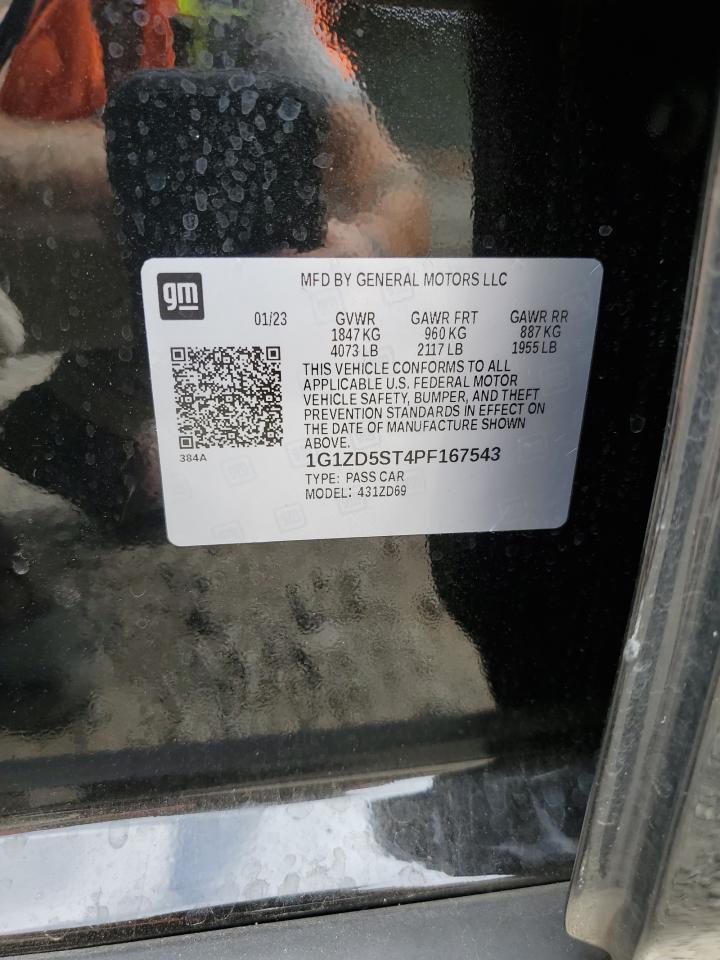 gm
MFD BY GENERAL MOTORS LLC
01/23 GVWR GAWR FRT GAWR RR
1847 KG 960 KG 887 KG
4073 LB 2117 LB 1955 LB
THIS VEHICLE CONFORMS TO ALL
APPLICABLE U.S. FEDERAL MOTOR
VEHICLE SAFETY, BUMPER, AND THEFT
PREVENTION STANDARDS IN EFFECT ON
THE DATE OF MANUFACTURE SHOWN
ABOVE.
384A
1G1ZD5ST4PF167543
TYPE: PASS CAR
MODEL: 431ZD69